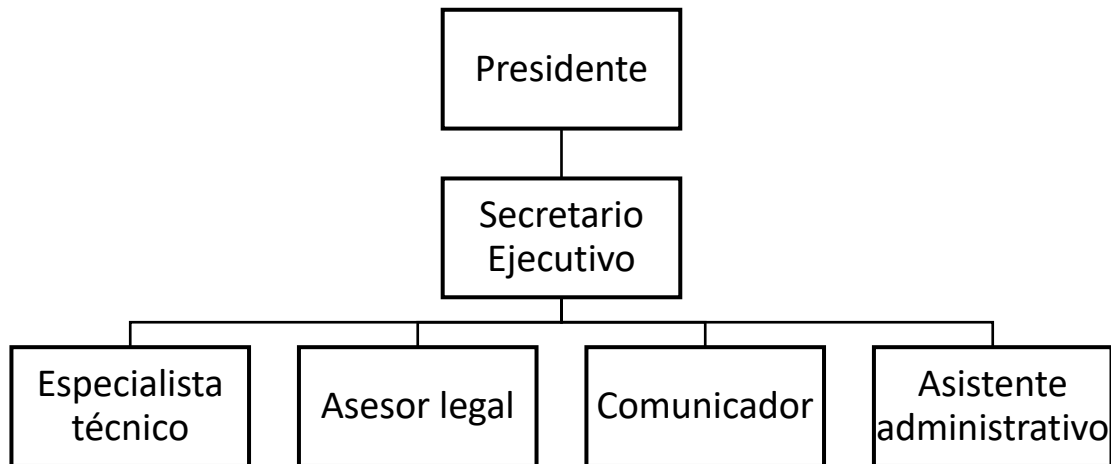 Presidente
Secretario
Ejecutivo
Especialista
técnico
Asesor legal
Comunicador
Asistente
administrativo